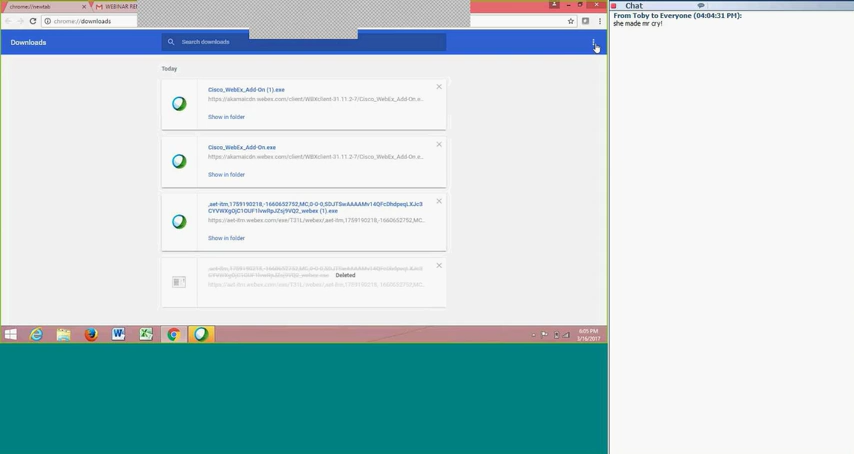 chrome://newtab
WEBINAR REM
chrome://downloads
Downloads
Search downloads
Today
Cisco_WebEx_Add-On (1).exe
https://akamaicdn.webex.com/client/WBXclient-31.11.2-7/Cisco_WebEx_Add-On.e...
Show in folder
Cisco_WebEx_Add-On.exe
https://akamaicdn.webex.com/client/WBXclient-31.11.2-7/Cisco_WebEx_Add-On.e...
Show in folder
Show in folder
Deleted
6:05 PM
3/16/2017
Chat
From Toby to Everyone (04:04:31 PM):
she made mr cry!